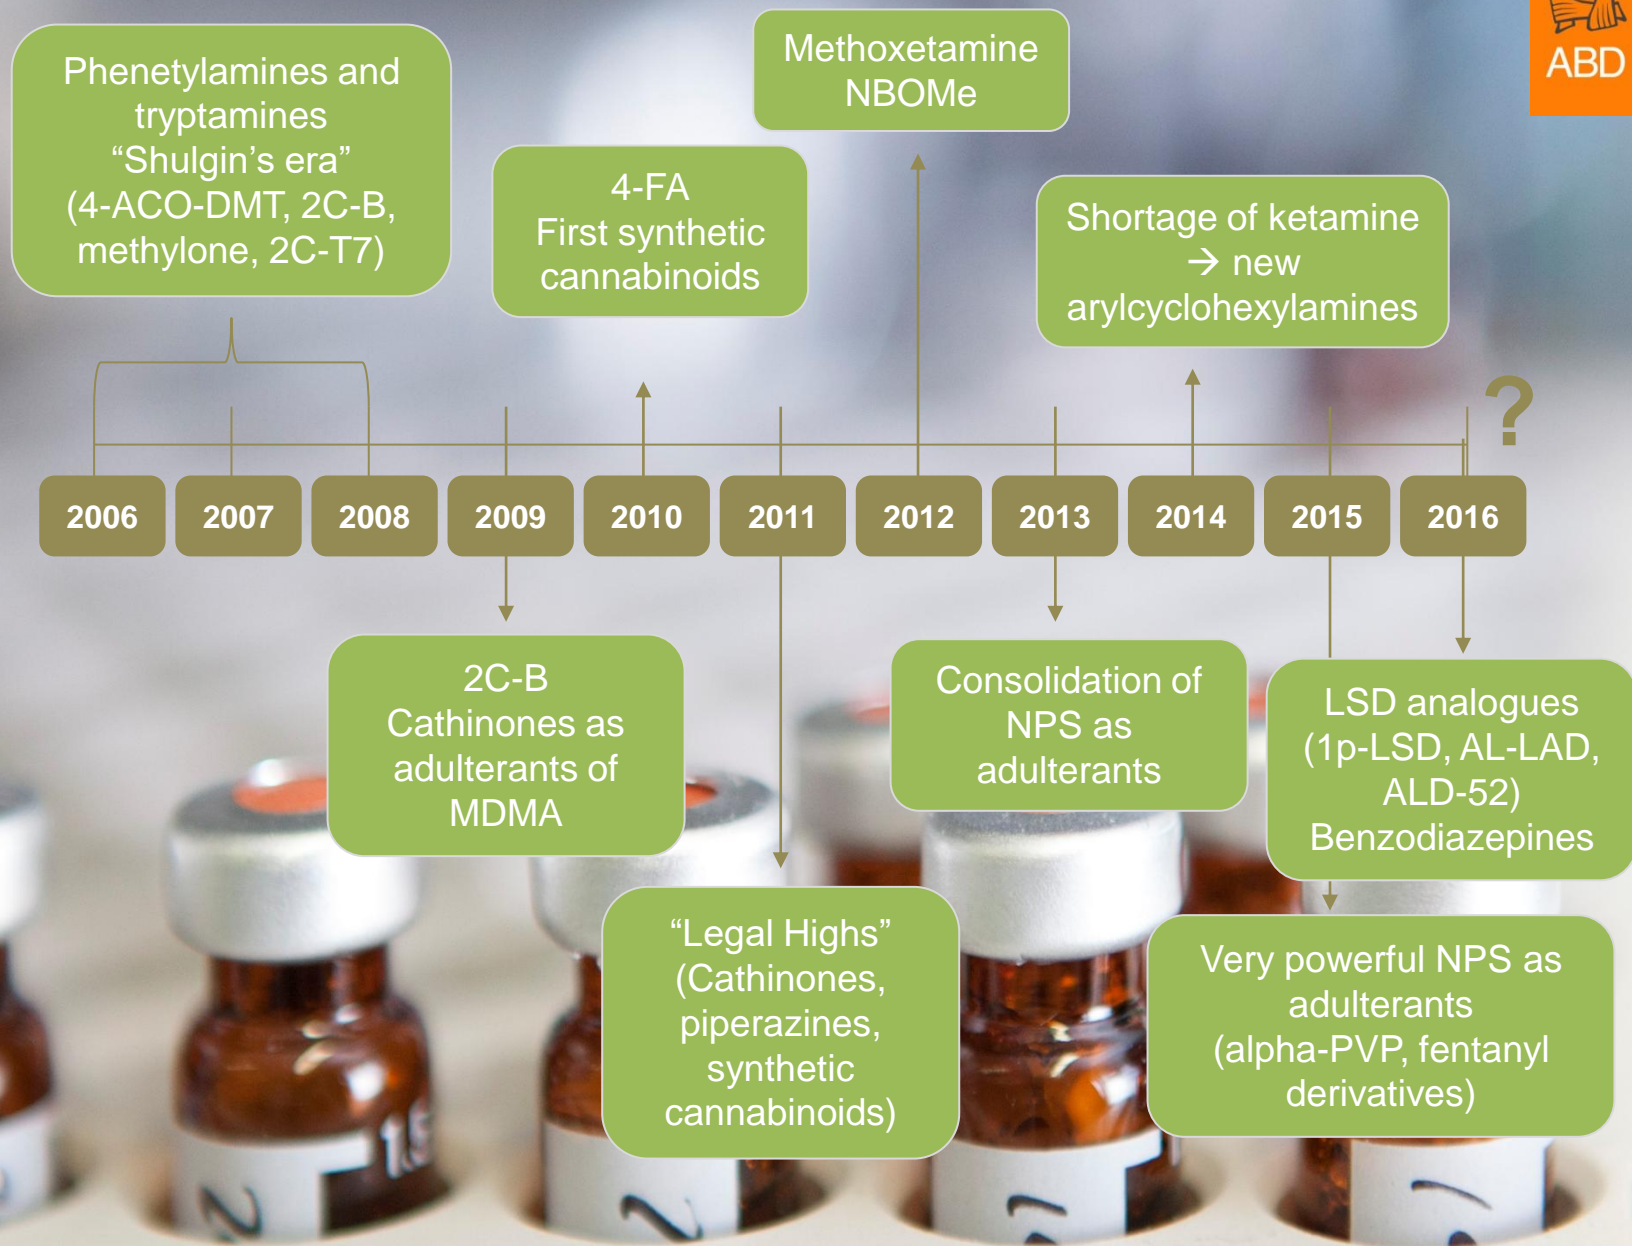 ABD
Phenetylamines and
tryptamines
“Shulgin’s era”
(4-ACO-DMT, 2C-B,
methylone, 2C-T7)
4-FA
First synthetic
cannabinoids
Methoxetamine
NBOMe
Shortage of ketamine
→ new
arylcyclohexylamines
?
2006
2007
2008
2009
2010
2011
2012
2013
2014
2015
2016
2C-B
Cathinones as
adulterants of
MDMA
“Legal Highs”
(Cathinones,
piperazines,
synthetic
cannabinoids)
Consolidation of
NPS as
adulterants
LSD analogues
(1p-LSD, AL-LAD,
ALD-52)
Benzodiazepines
Very powerful NPS as
adulterants
(alpha-PVP, fentanyl
derivatives)
1.5